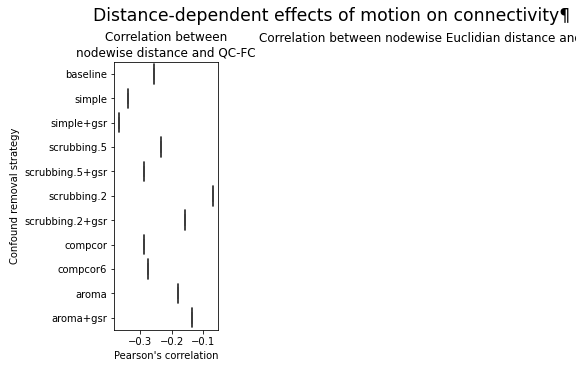 Distance-dependent effects of motion on connectivity¶
Correlation between
nodewise distance and QC-FC
Correlation between nodewise Euclidian distance and
baseline
simple
simple+gsr
scrubbing.5
scrubbing.5+gsr
scrubbing.2
scrubbing.2+gsr
compcor
compcor6
aroma
aroma+gsr
Confound removal strategy
−0.3 −0.2 −0.1
Pearson's correlation